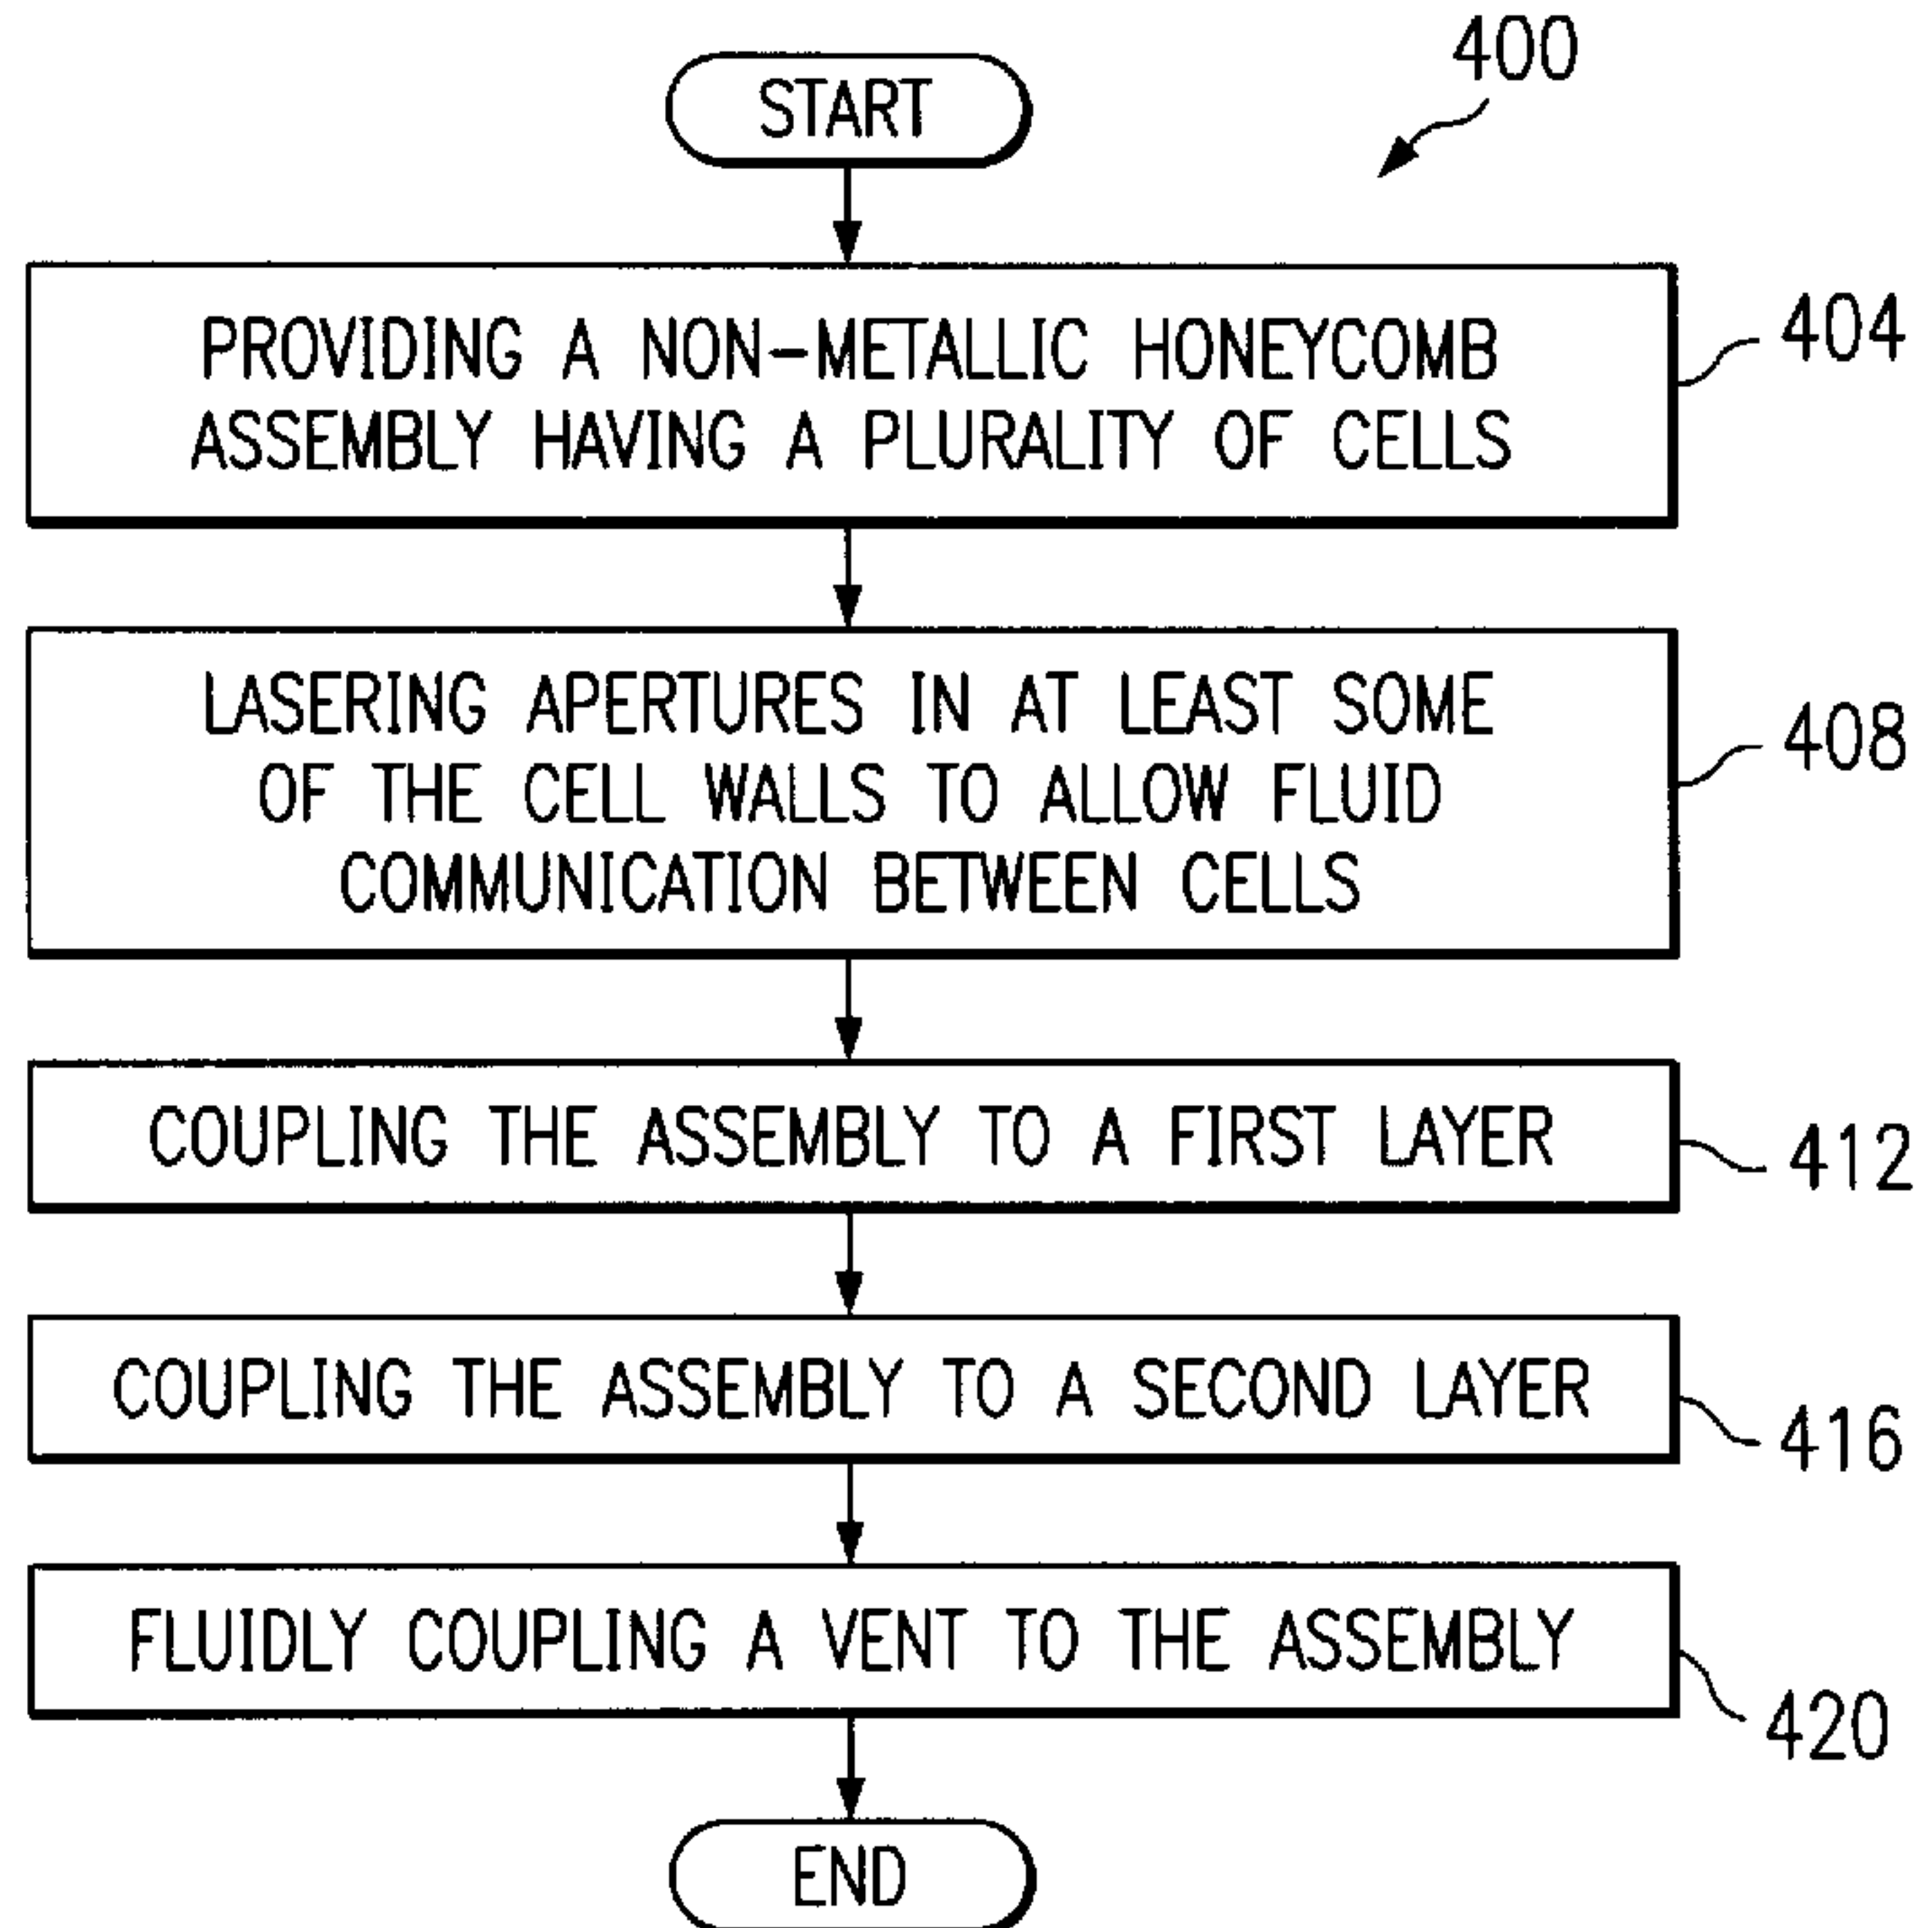 400
START
PROVIDING A NON-METALLIC HONEYCOMB
ASSEMBLY HAVING A PLURALITY OF CELLS
404
LASERING APERTURES IN AT LEAST SOME
OF THE CELL WALLS TO ALLOW FLUID
COMMUNICATION BETWEEN CELLS
408
COUPLING THE ASSEMBLY TO A FIRST LAYER
412
COUPLING THE ASSEMBLY TO A SECOND LAYER
416
FLUIDLY COUPLING A VENT TO THE ASSEMBLY
420
END